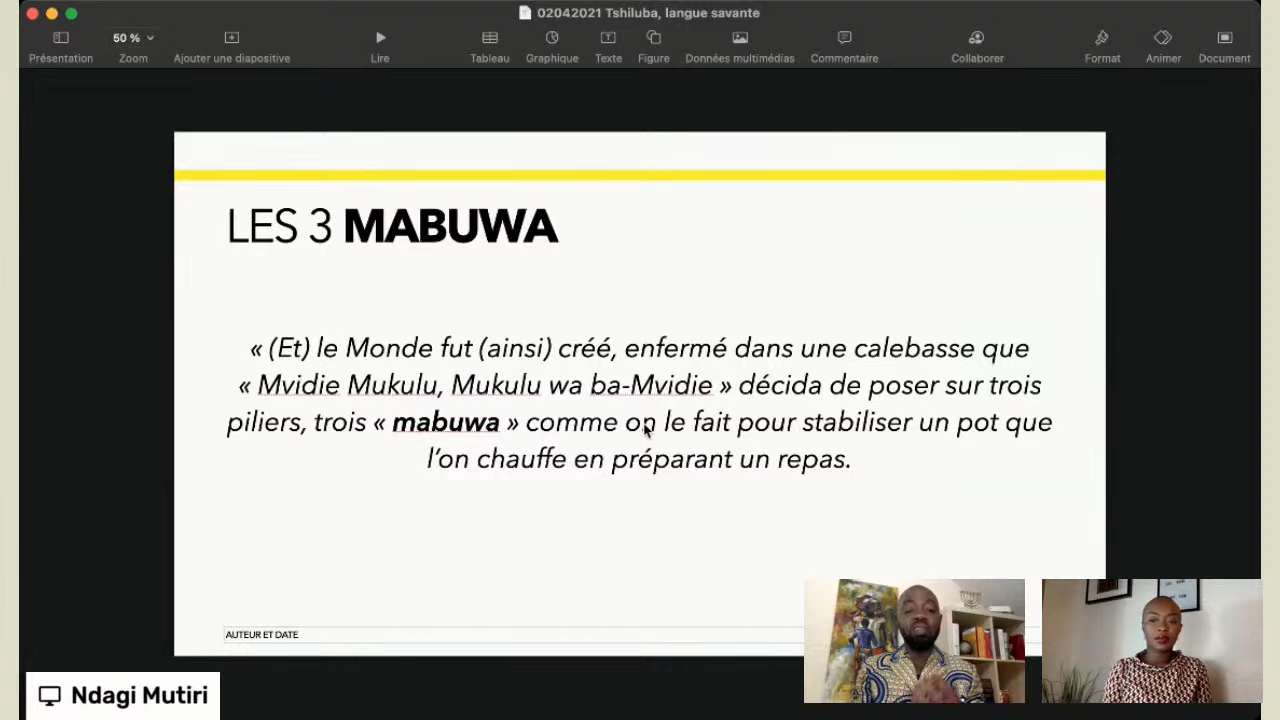 02042021 Tshiluba, langue savante
Présentation
50 %
Zoom
Ajouter une diapositive
Lire
Tableau
Graphique
Texte
Figure
Données multimédias
Commentaire
Collaborer
Format
Animer
Document
LES 3 MABUWA
« (Et) le Monde fut (ainsi) créé, enfermé dans une calebasse que
« Mvidie Mukulu, Mukulu wa ba-Mvidie » décida de poser sur trois
piliers, trois « mabuwa » comme on le fait pour stabiliser un pot que
l’on chauffe en préparant un repas.
AUTEUR ET DATE
Ndagi Mutiri